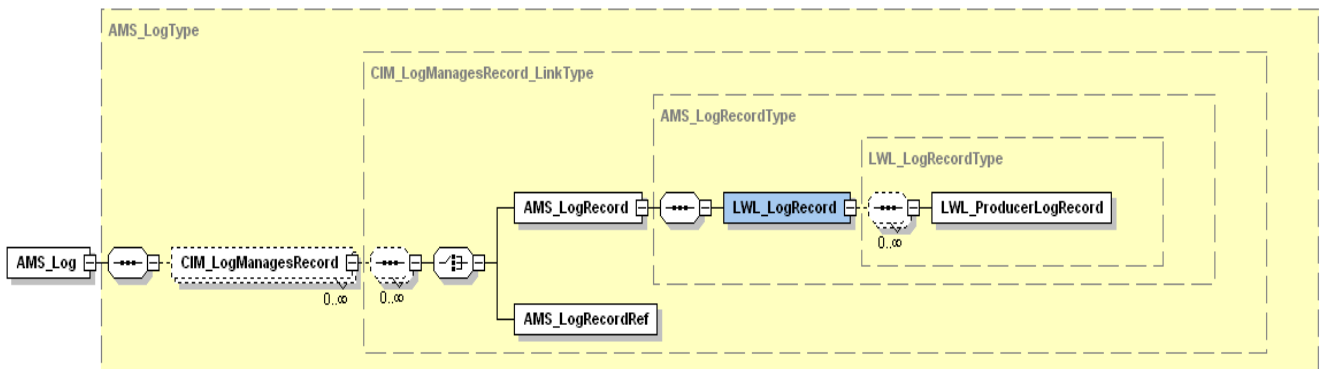 AMS_LogType
CIM_LogManagesRecord_LinkType
AMS_LogRecordType
LWL_LogRecordType
AMS_LogRecord
LWL_LogRecord
LWL_ProducerLogRecord
0..∞
AMS_Log
CIM_LogManagesRecord
0..∞
0..∞
AMS_LogRecordRef